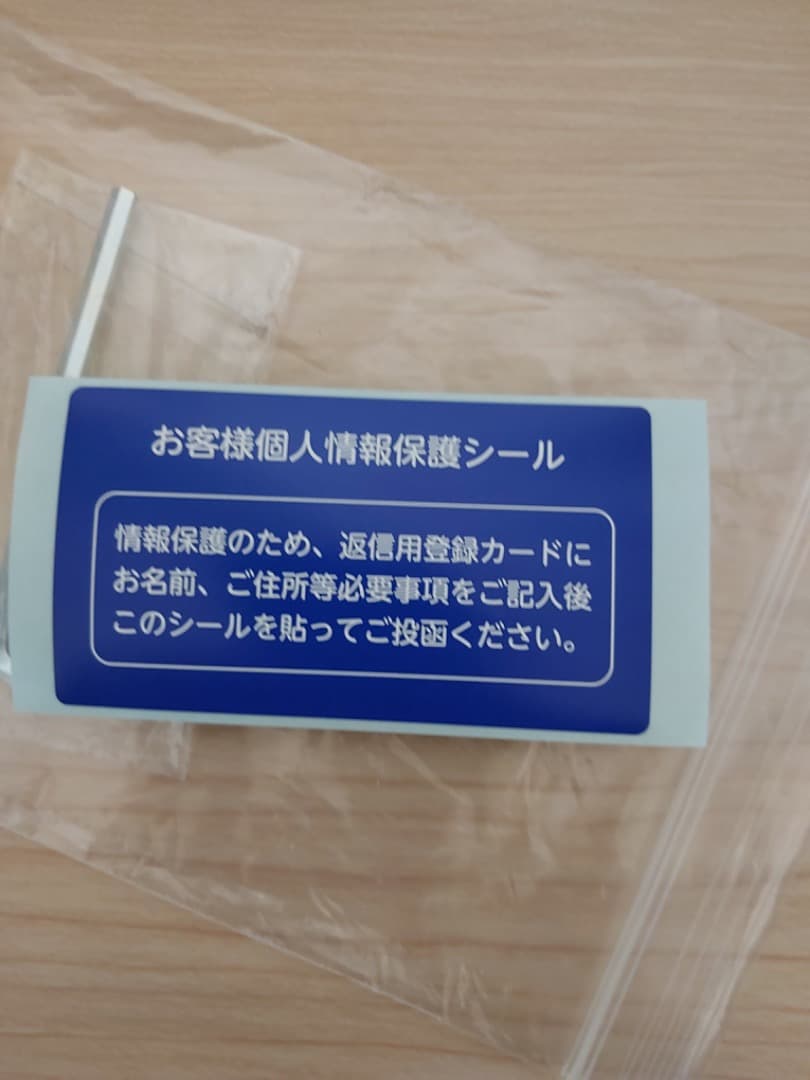 お客様個人情報保護シール
情報保護のため、返信用登録カードに
お名前、ご住所等必要事項をご記入後
このシールを貼ってご投函ください。